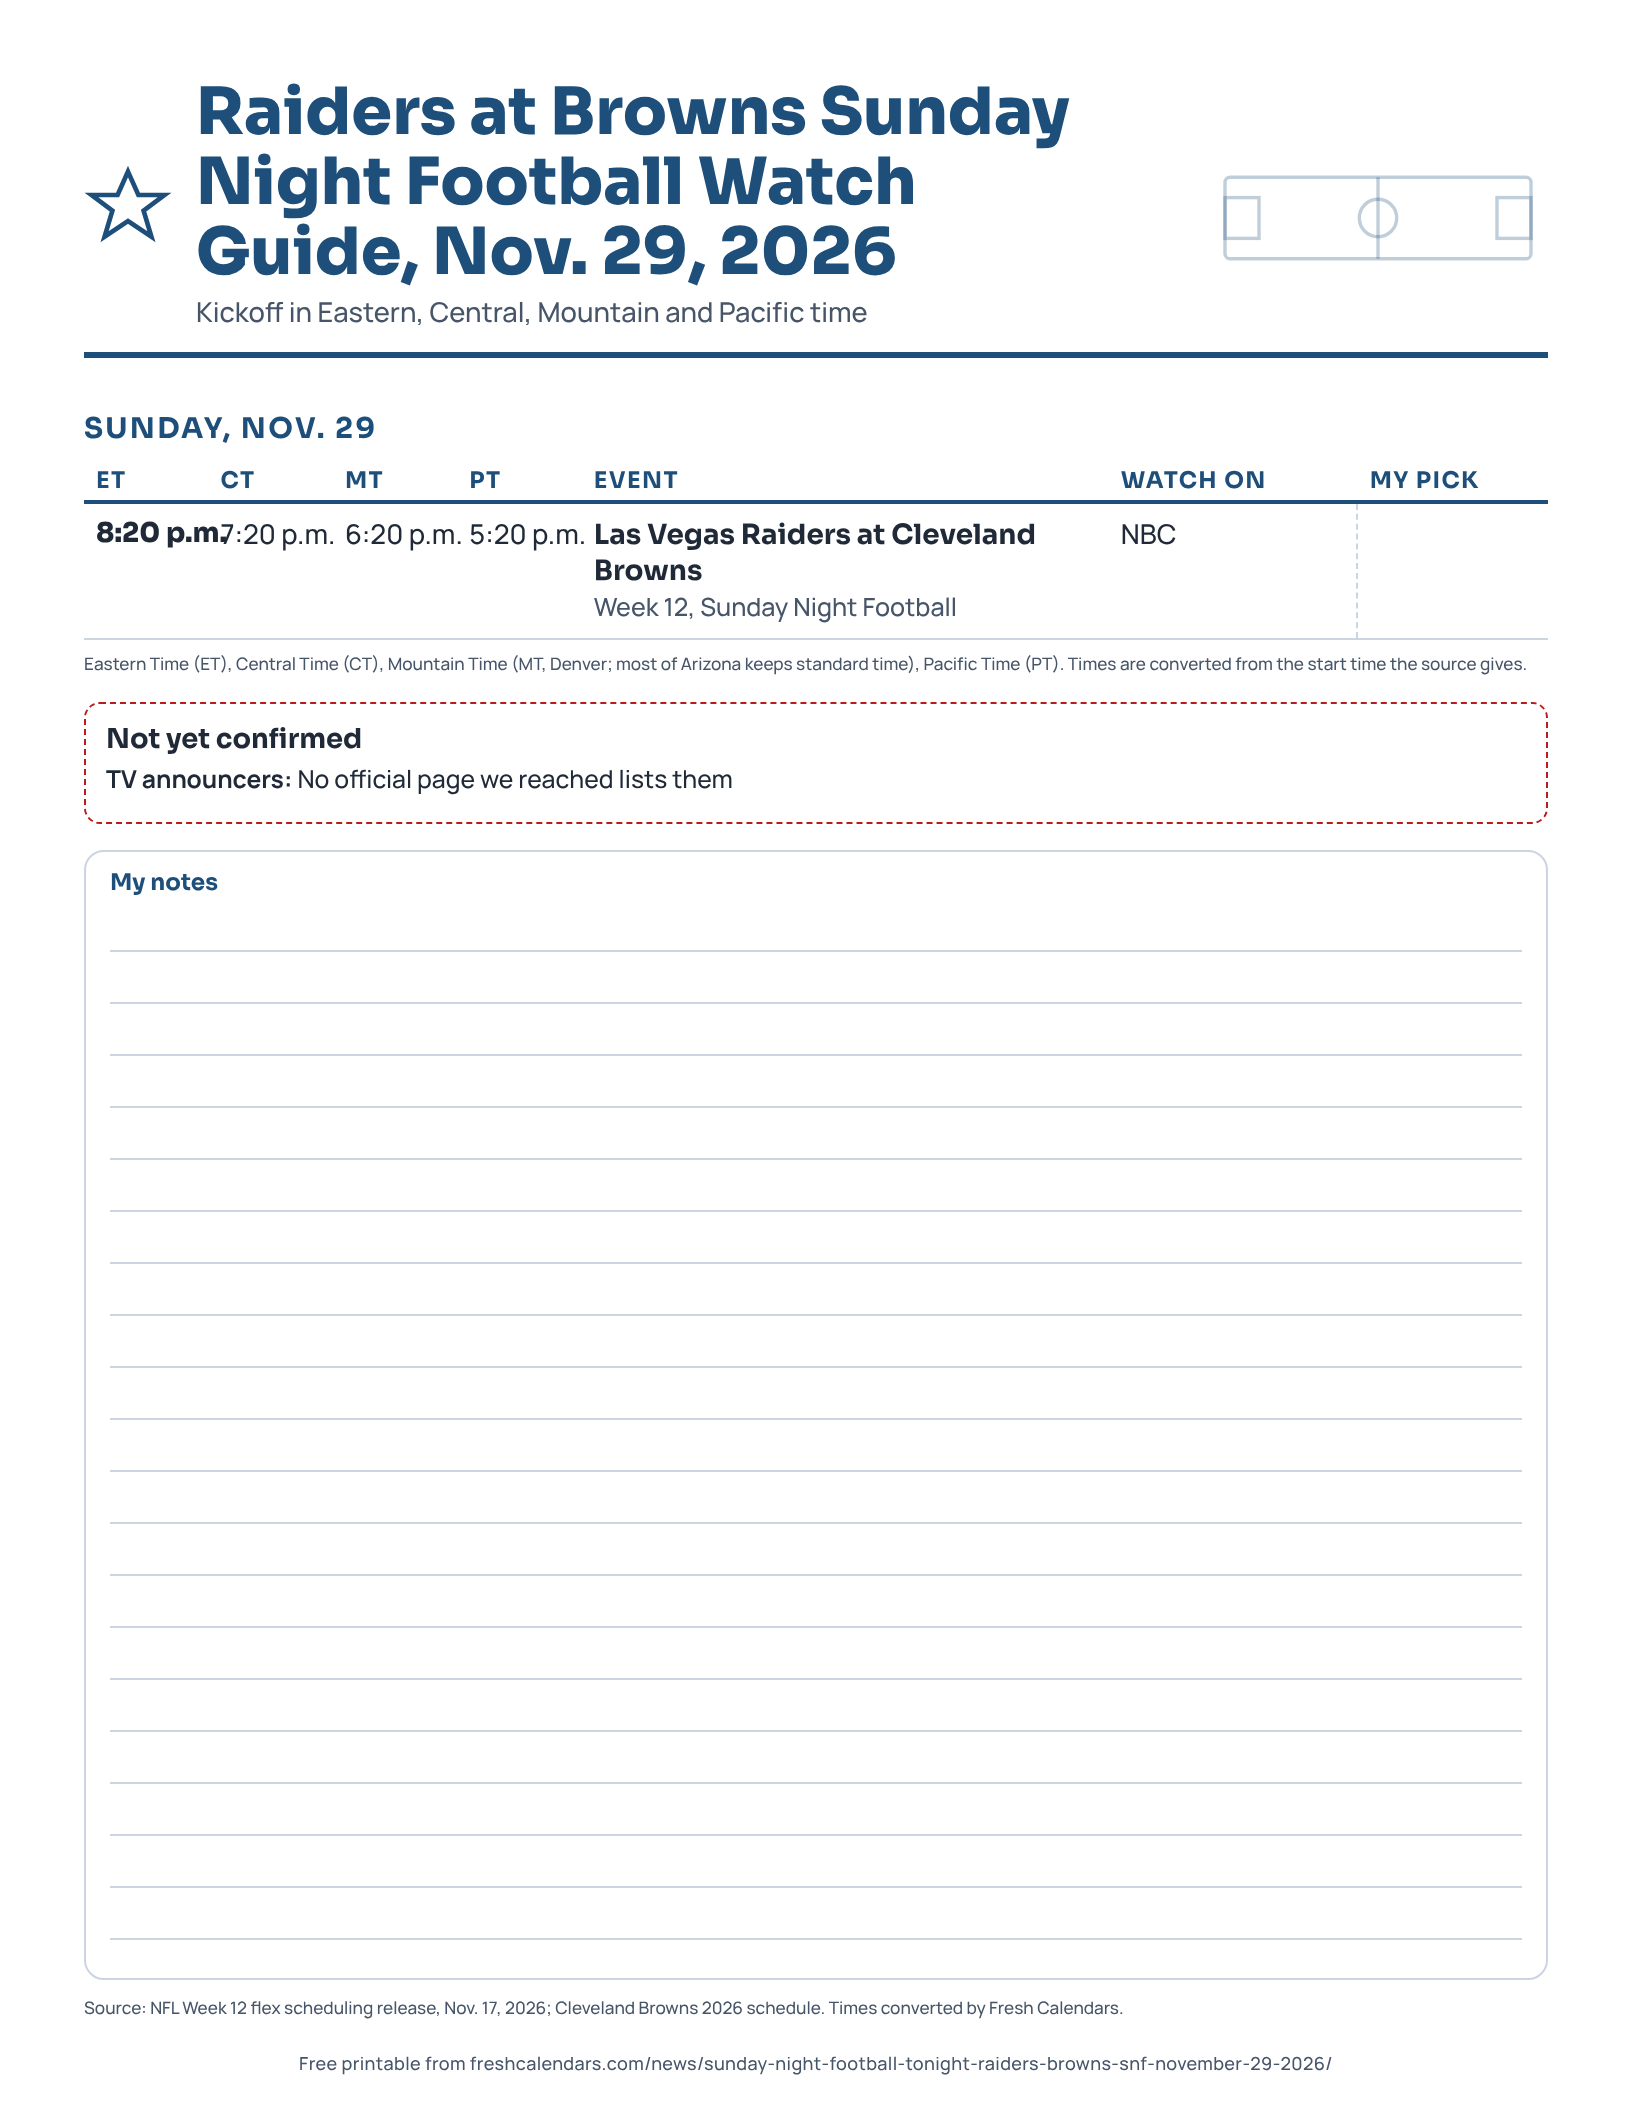 Raiders at Browns Sunday
Night Football Watch
Guide, Nov. 29, 2026
Kickoff in Eastern, Central, Mountain and Pacific time
SUNDAY, NOV. 29
ET CT MT PT EVENT WATCH ON MY PICK
8:20 p.m. 7:20 p.m. 6:20 p.m. 5:20 p.m. Las Vegas Raiders at Cleveland NBC
Browns
Week 12, Sunday Night Football
Eastern Time (ET), Central Time (CT), Mountain Time (MT, Denver; most of Arizona keeps standard time), Pacific Time (PT). Times are converted from the start time the source gives.
Not yet confirmed
TV announcers: No official page we reached lists them
My notes
Source: NFL Week 12 flex scheduling release, Nov. 17, 2026; Cleveland Browns 2026 schedule. Times converted by Fresh Calendars.
Free printable from freshcalendars.com/news/sunday-night-football-tonight-raiders-browns-snf-november-29-2026/